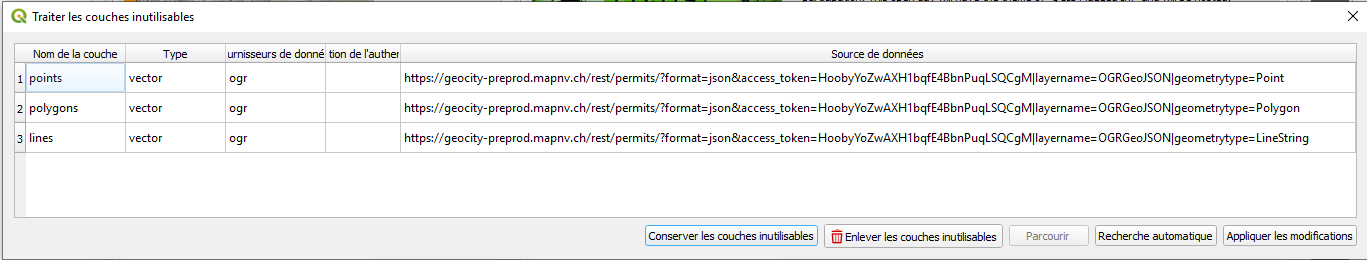 Traiter les couches inutilisables
Nom de la couche Type urnisseurs de donné tion de l'auther Source de données
1 points vector ogr https://geocity-preprod.mapnv.ch/rest/permits/?format=json&access_token=HoobyYoZwAXH1bqfE4BbnPuqLSQCgM|layername=OGRGeoJSON|geometrytype=Point
2 polygons vector ogr https://geocity-preprod.mapnv.ch/rest/permits/?format=json&access_token=HoobyYoZwAXH1bqfE4BbnPuqLSQCgM|layername=OGRGeoJSON|geometrytype=Polygon
3 lines vector ogr https://geocity-preprod.mapnv.ch/rest/permits/?format=json&access_token=HoobyYoZwAXH1bqfE4BbnPuqLSQCgM|layername=OGRGeoJSON|geometrytype=LineString
Conserver les couches inutilisables Enlever les couches inutilisables Parcourir Recherche automatique Appliquer les modifications